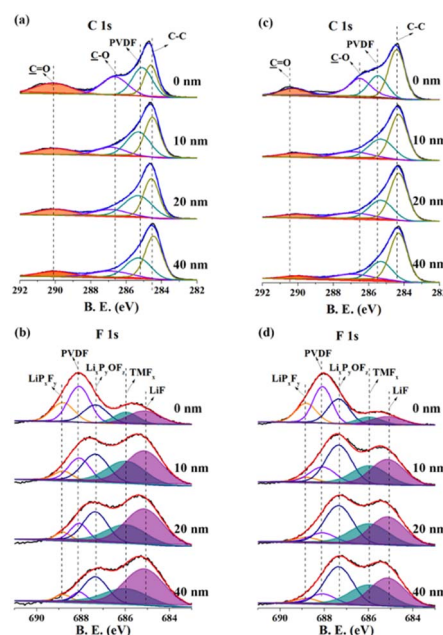 (a)
C 1s
C-C
PVDF
C-O
C=O
0 nm
10 nm
20 nm
40 nm
292 290 288 286 284 282
B. E. (eV)
(c)
C 1s
C-C
PVDF
C-O
C=O
0 nm
10 nm
20 nm
40 nm
292 290 288 286 284 282
B. E. (eV)
(b)
F 1s
PVDF
LixPyOFz
LiPxFy
TMFx
LiF
0 nm
10 nm
20 nm
40 nm
690 688 686 684
B. E. (eV)
(d)
F 1s
PVDF
LixPyOFz
LiPxFy
TMFx
LiF
0 nm
10 nm
20 nm
40 nm
690 688 686 684
B. E. (eV)